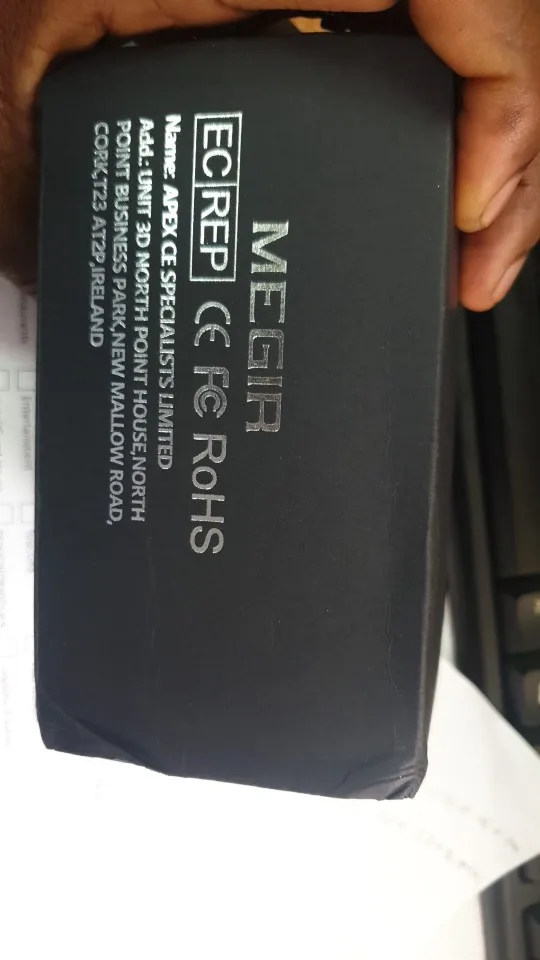 MEGIR
EC REP CE FC RoHS
Name: APEX CE SPECIALISTS LIMITED
Add.: UNIT 3D NORTH POINT HOUSE,NORTH
POINT BUSINESS PARK,NEW MALLOW ROAD,
CORK,T23 AT2P,IRELAND
Entertainment